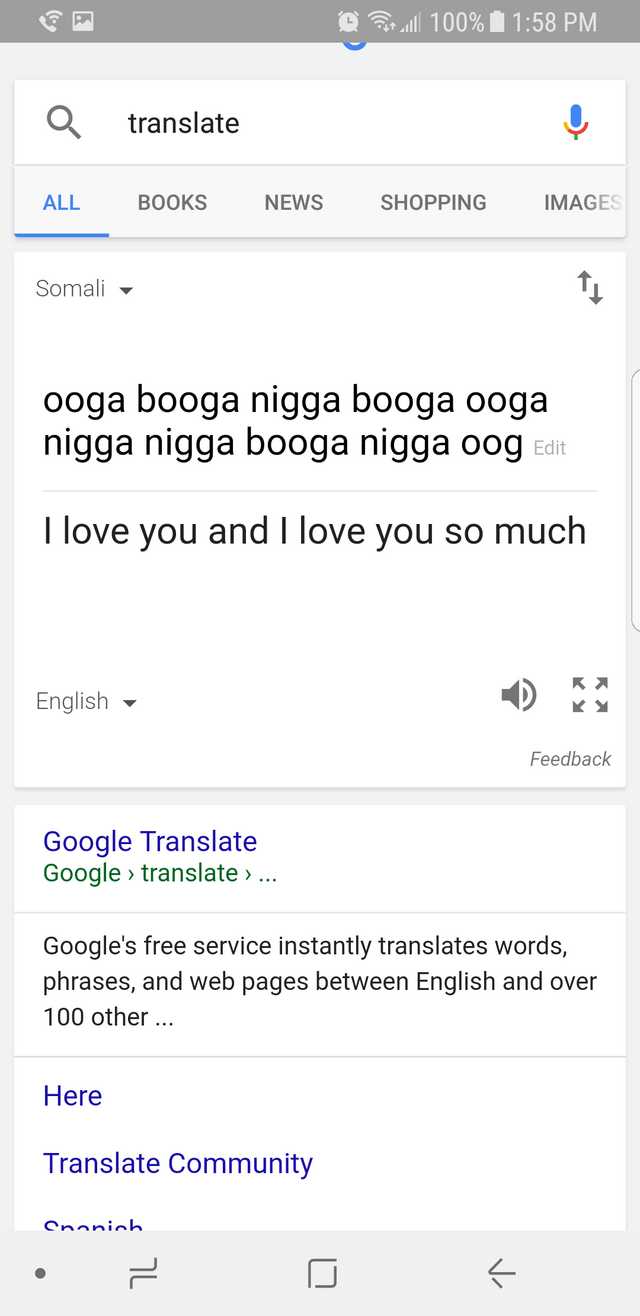 100% 1:58 PM
translate
ALL BOOKS NEWS SHOPPING IMAGES
Somali
ooga booga nigga booga ooga
nigga nigga booga nigga oog Edit
I love you and I love you so much
English
Feedback
Google Translate
Google › translate › ...
Google's free service instantly translates words,
phrases, and web pages between English and over
100 other ...
Here
Translate Community
Spanish